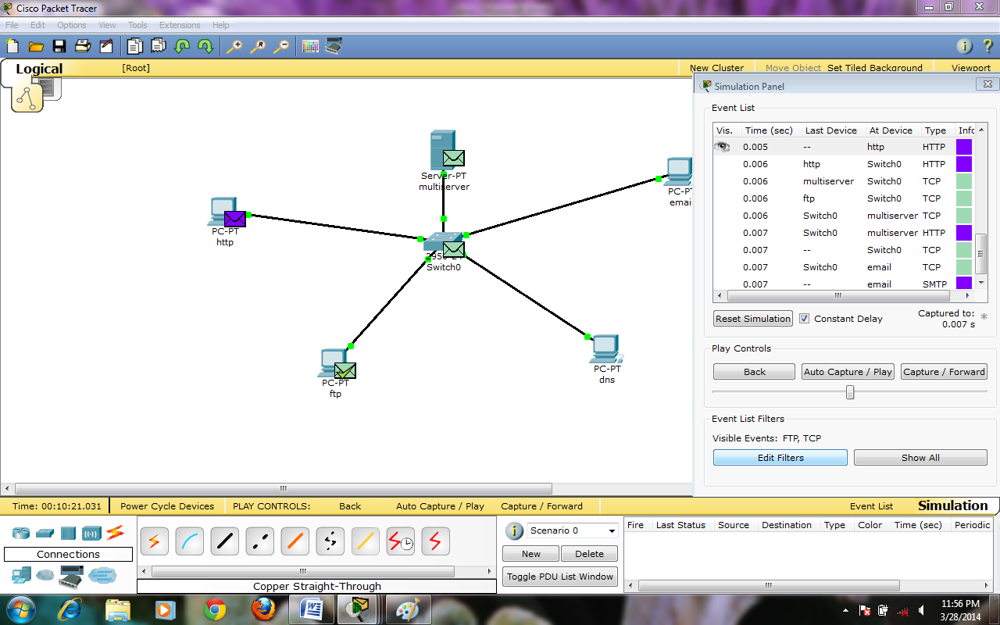 Cisco Packet Tracer
File Edit Options View Tools Extensions Help
Logical [Root] New Cluster Move Object Set Tiled Background Viewport
Server-PT
multiserver
PC-PT
http
PC-PT
emai
Switch0
PC-PT
ftp
PC-PT
dns
Simulation Panel
Event List
Vis. Time (sec) Last Device At Device Type Info
0.005 -- http HTTP
0.006 http Switch0 HTTP
0.006 multiserver Switch0 TCP
0.006 ftp Switch0 TCP
0.006 Switch0 multiserver TCP
0.007 Switch0 multiserver HTTP
0.007 -- Switch0 TCP
0.007 Switch0 email TCP
0.007 -- email SMTP
Reset Simulation Constant Delay Captured to: *
0.007 s
Play Controls
Back Auto Capture / Play Capture / Forward
Event List Filters
Visible Events: FTP, TCP
Edit Filters Show All
Time: 00:10:21.031 Power Cycle Devices PLAY CONTROLS: Back Auto Capture / Play Capture / Forward Event List Simulation
Connections
Copper Straight-Through
Scenario 0
New Delete
Toggle PDU List Window
Fire Last Status Source Destination Type Color Time (sec) Periodic
11:56 PM
3/28/2014